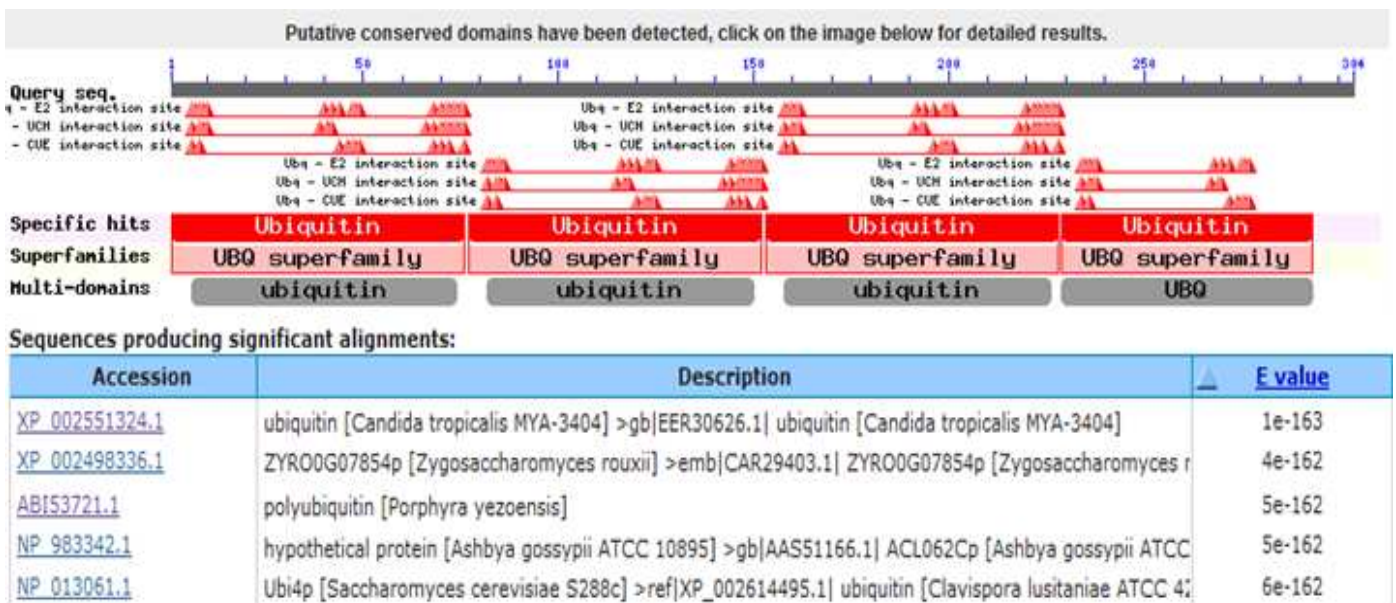 Putative conserved domains have been detected, click on the image below for detailed results.
1 50 100 150 200 250 304
Query seq.
q - E2 interaction site Ubq - E2 interaction site
- UCH interaction site Ubq - UCH interaction site
- CUE interaction site Ubq - CUE interaction site
Ubq - E2 interaction site Ubq - E2 interaction site
Ubq - UCH interaction site Ubq - UCH interaction site
Ubq - CUE interaction site Ubq - CUE interaction site
Specific hits Ubiquitin Ubiquitin Ubiquitin Ubiquitin
Superfamilies UBQ superfamily UBQ superfamily UBQ superfamily UBQ superfamily
Multi-domains ubiquitin ubiquitin ubiquitin UBQ
Sequences producing significant alignments:
Accession Description E value
XP_002551324.1 ubiquitin [Candida tropicalis MYA-3404] >gb|EER30626.1| ubiquitin [Candida tropicalis MYA-3404] 1e-163
XP_002498336.1 ZYRO0G07854p [Zygosaccharomyces rouxii] >emb|CAR29403.1| ZYRO0G07854p [Zygosaccharomyces r 4e-162
ABI53721.1 polyubiquitin [Porphyra yezoensis] 5e-162
NP_983342.1 hypothetical protein [Ashbya gossypii ATCC 10895] >gb|AAS51166.1| ACL062Cp [Ashbya gossypii ATCC 5e-162
NP_013061.1 Ubi4p [Saccharomyces cerevisiae S288c] >ref|XP_002614495.1| ubiquitin [Clavispora lusitaniae ATCC 42 6e-162